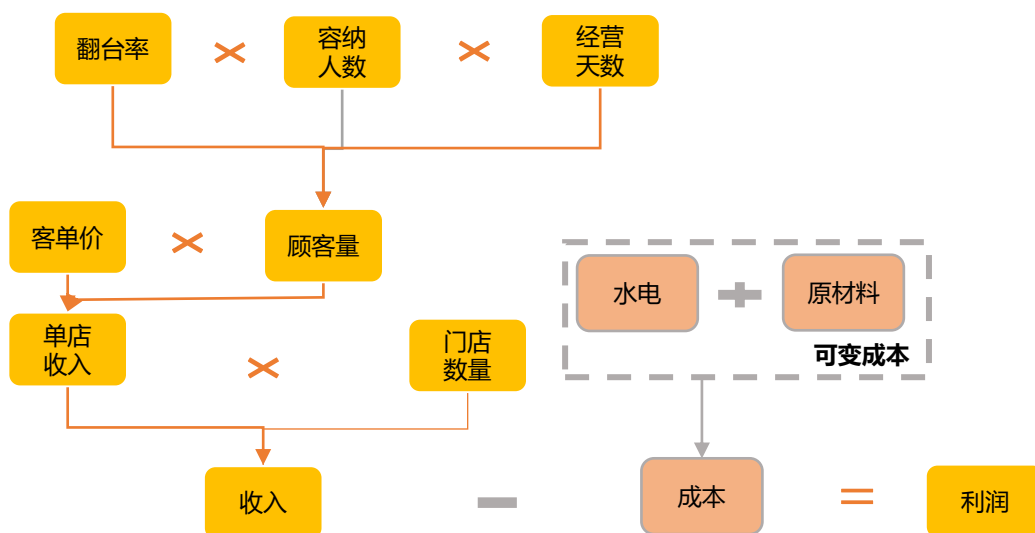 翻台率
容纳
人数
经营
天数
客单价
顾客量
水电
原材料
可变成本
单店
收入
门店
数量
收入
成本
利润